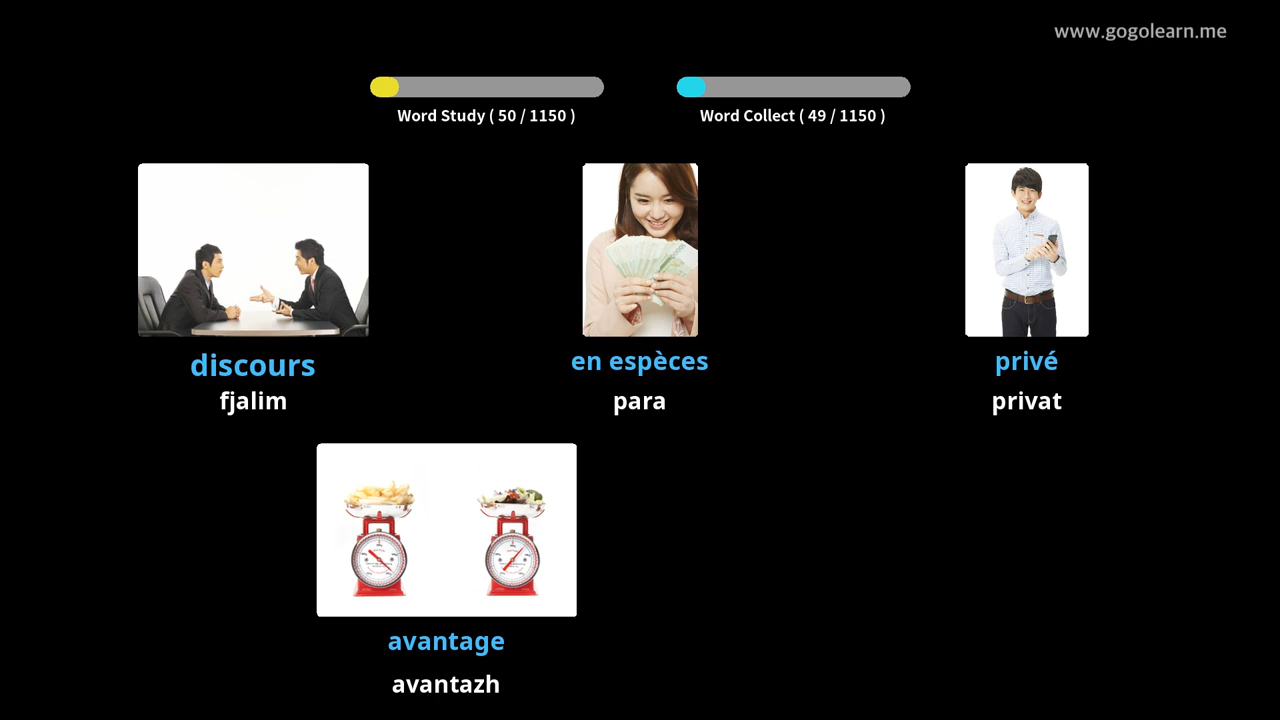 www.gogolearn.me
Word Study ( 50 / 1150 )
Word Collect ( 49 / 1150 )
discours
fjalim
en espèces
para
privé
privat
avantage
avantazh